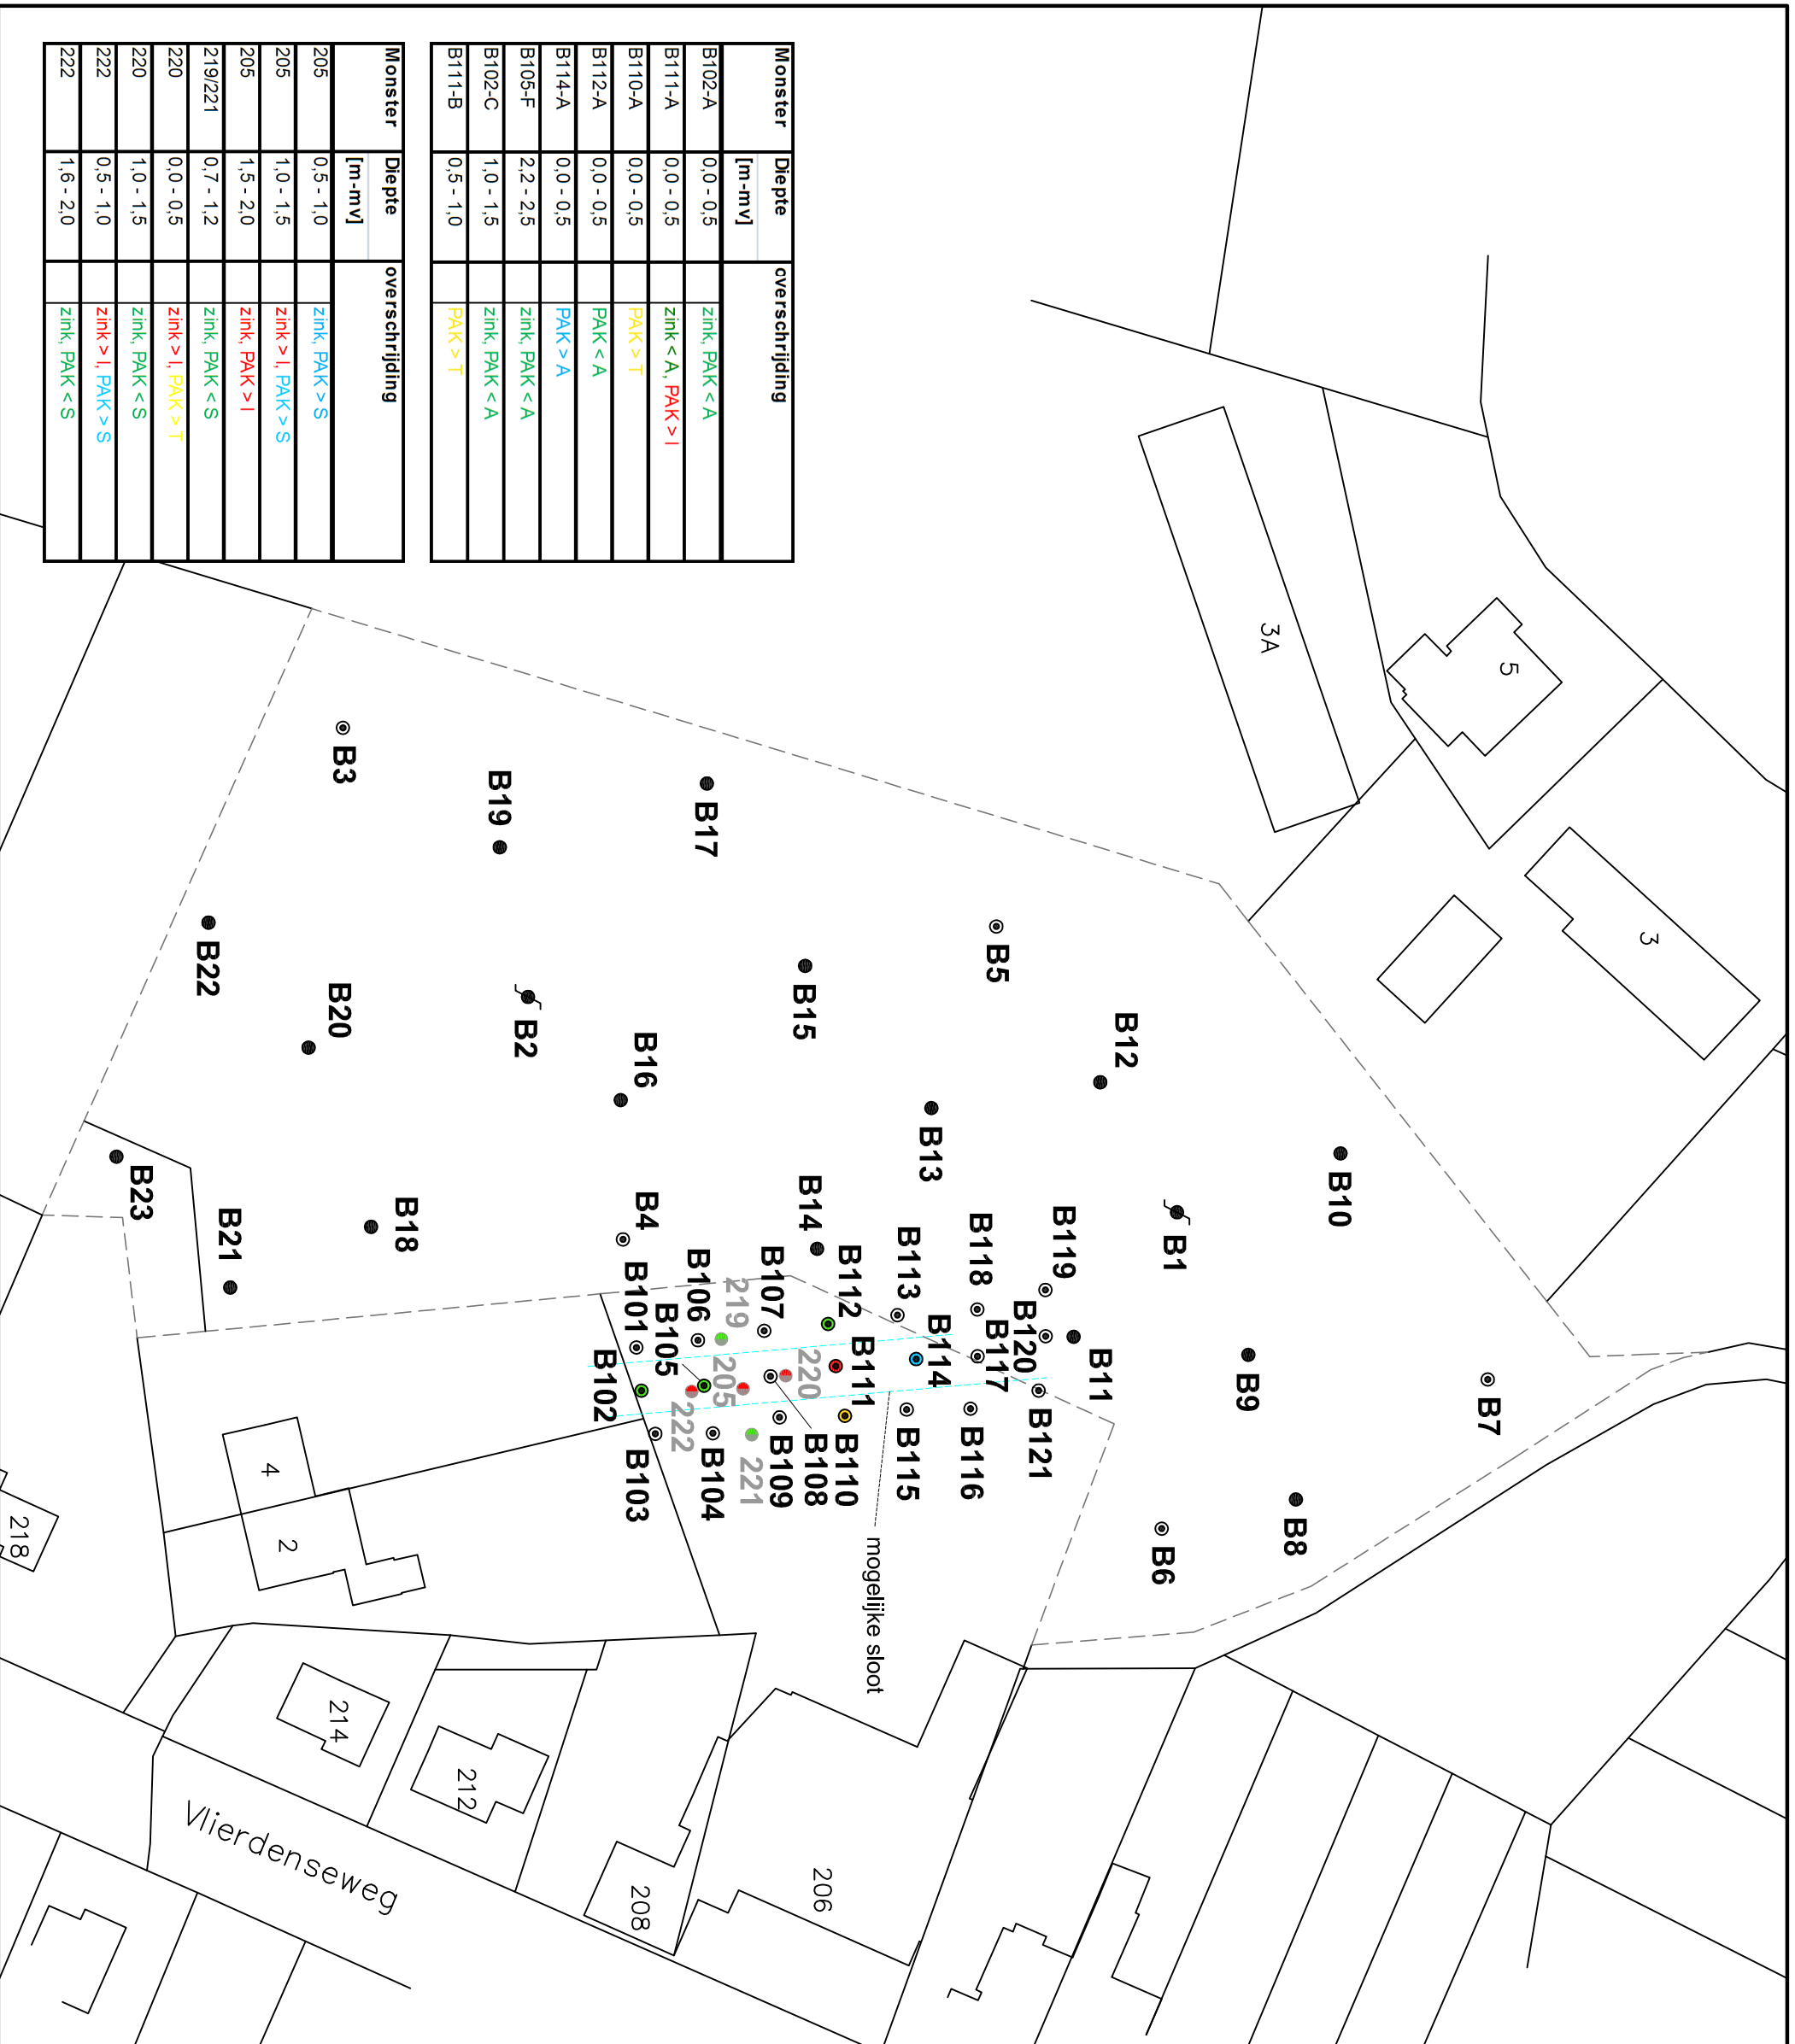 Monster Diepte [m-mv] overschrijding
B102-A 0,0 - 0,5 zink, PAK < A
B111-A 0,0 - 0,5 zink < A, PAK > I
B110-A 0,0 - 0,5 PAK > T
B112-A 0,0 - 0,5 PAK < A
B114-A 0,0 - 0,5 PAK > A
B105-F 2,2 - 2,5 zink, PAK < A
B102-C 1,0 - 1,5 zink, PAK < A
B111-B 0,5 - 1,0 PAK > T
Monster Diepte [m-mv] overschrijding
205 0,5 - 1,0 zink, PAK > S
205 1,0 - 1,5 zink > I, PAK > S
205 1,5 - 2,0 zink, PAK > I
219/221 0,7 - 1,2 zink, PAK < S
220 0,0 - 0,5 zink > I, PAK > T
220 1,0 - 1,5 zink, PAK < S
222 0,5 - 1,0 zink > I, PAK > S
222 1,6 - 2,0 zink, PAK < S
5
3A
3
B3
B19
B17
B5
B22
B20
B2
B15
B12
B16
B13
B10
B23
B21
B18
B4
B14
B1
B101
B106
219
B107
B112
B113
B118
B119
B102
B105
205
220
B111
B114
B117
B120
B11
B9
B7
B103
222
B104
221
B109
B108
B110
B115
B116
B121
B8
B6
mogelijke sloot
4
2
218
214
212
208
206
Vlierdenseweg